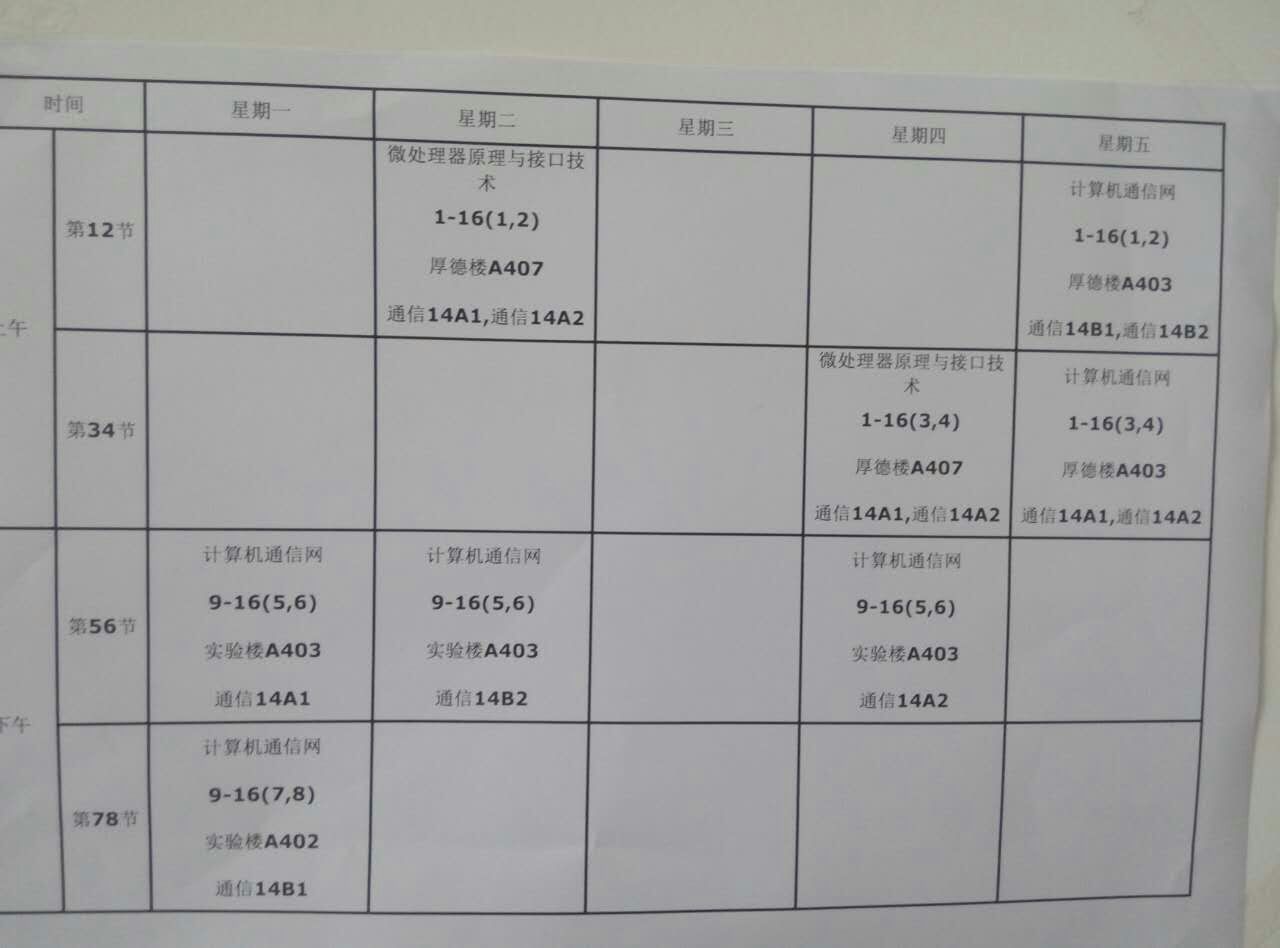 时间
星期一
星期二
星期三
星期四
星期五
上午
第12节
微处理器原理与接口技
术
1-16(1,2)
厚德楼A407
通信14A1,通信14A2
计算机通信网
1-16(1,2)
厚德楼A403
通信14B1,通信14B2
第34节
微处理器原理与接口技
术
1-16(3,4)
厚德楼A407
通信14A1,通信14A2
计算机通信网
1-16(3,4)
厚德楼A403
通信14A1,通信14A2
下午
第56节
计算机通信网
9-16(5,6)
实验楼A403
通信14A1
计算机通信网
9-16(5,6)
实验楼A403
通信14B2
计算机通信网
9-16(5,6)
实验楼A403
通信14A2
第78节
计算机通信网
9-16(7,8)
实验楼A402
通信14B1